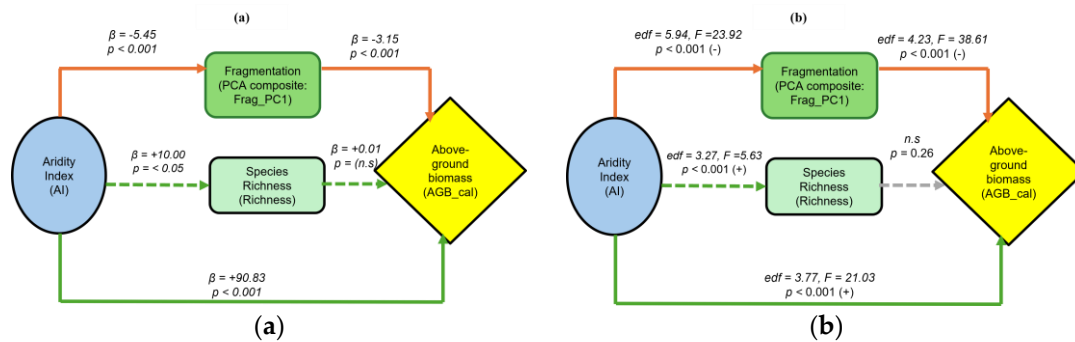 (a)
β = -5.45
p < 0.001
β = -3.15
p < 0.001
Fragmentation
(PCA composite:
Frag_PC1)
Aridity
Index
(AI)
β = +10.00
p = < 0.05
Species
Richness
(Richness)
β = +0.01
p = (n.s)
Above-
ground
biomass
(AGB_cal)
β = +90.83
p < 0.001
(a)
(b)
edf = 5.94, F = 23.92
p < 0.001 (-)
edf = 4.23, F = 38.61
p < 0.001 (-)
Fragmentation
(PCA composite:
Frag_PC1)
Aridity
Index
(AI)
edf = 3.27, F =5.63
p < 0.001 (+)
Species
Richness
(Richness)
n.s
p = 0.26
Above-
ground
biomass
(AGB_cal)
edf = 3.77, F = 21.03
p < 0.001 (+)
(b)